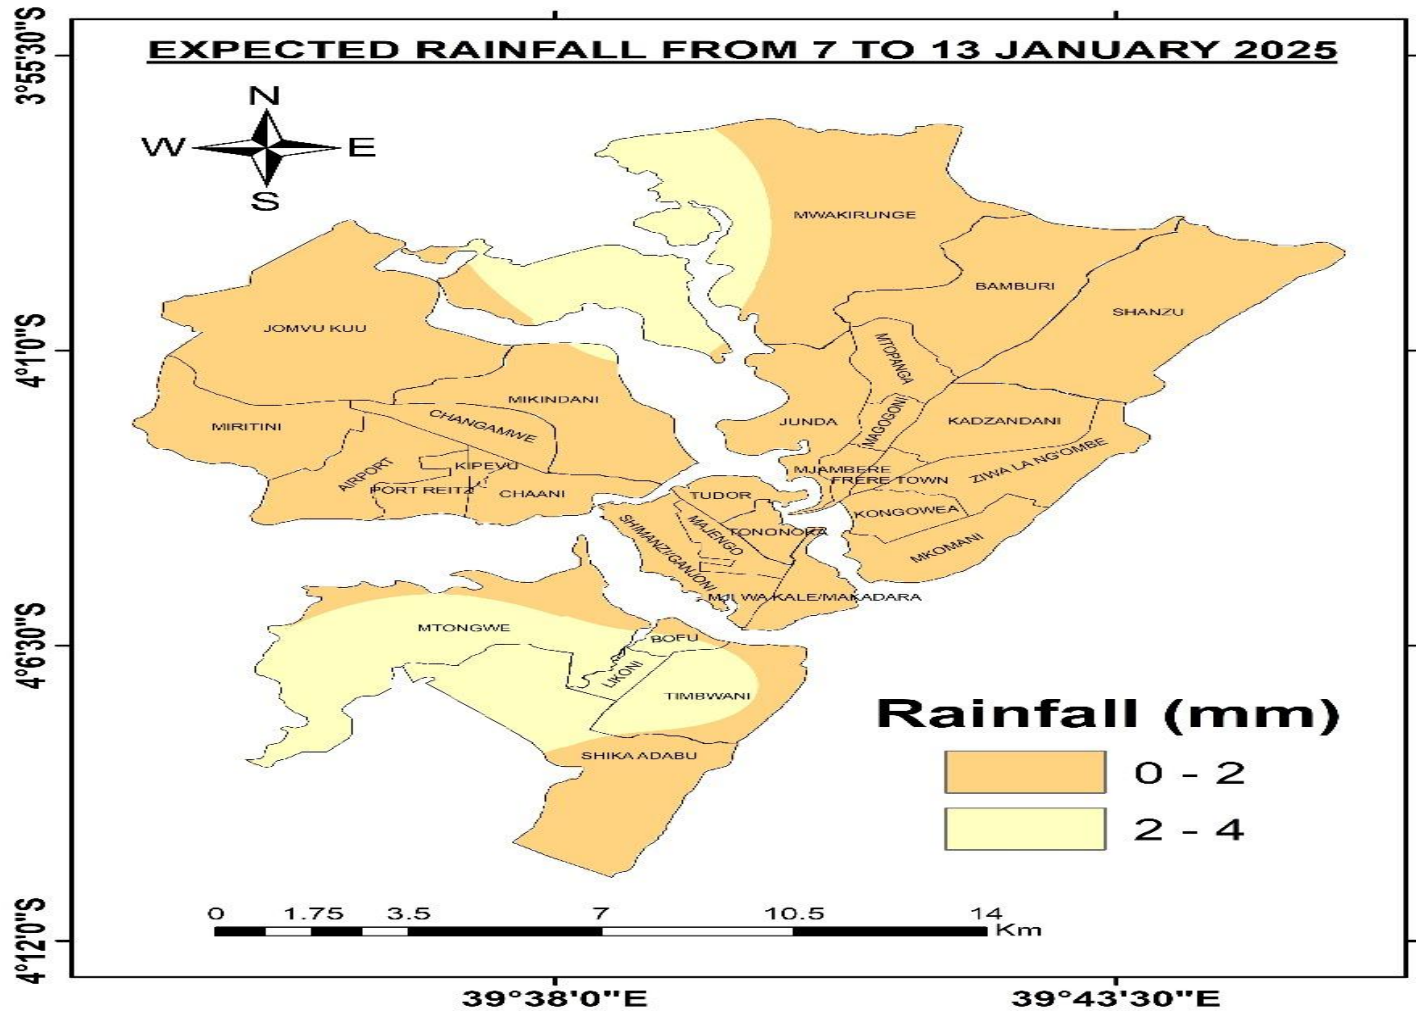 EXPECTED RAINFALL FROM 7 TO 13 JANUARY 2025
3°55'30"S
4°1'0"S
4°6'30"S
4°12'0"S
N
W E
S
MWAKIRUNGE
BAMBURI
SHANZU
JOMVU KUU
MTOPANGA
MIKINDANI
CHANGAMWE
MIRITINI
JUNDA
MAGOGONI
KADZANDANI
AIRPORT
KIPEVU
PORT REITZ
CHAANI
MJAMBERE
FRERE TOWN
ZIWA LA NG'OMBE
TUDOR
KONGOWEA
SHIMANZI/GANJONI
MAJENGO
TONONOKA
MKOMANI
MJI WA KALE/MAKADARA
MTONGWE
BOFU
LIKONI
TIMBWANI
SHIKA ADABU
Rainfall (mm)
0 - 2
2 - 4
0 1.75 3.5 7 10.5 14
Km
39°38'0"E
39°43'30"E